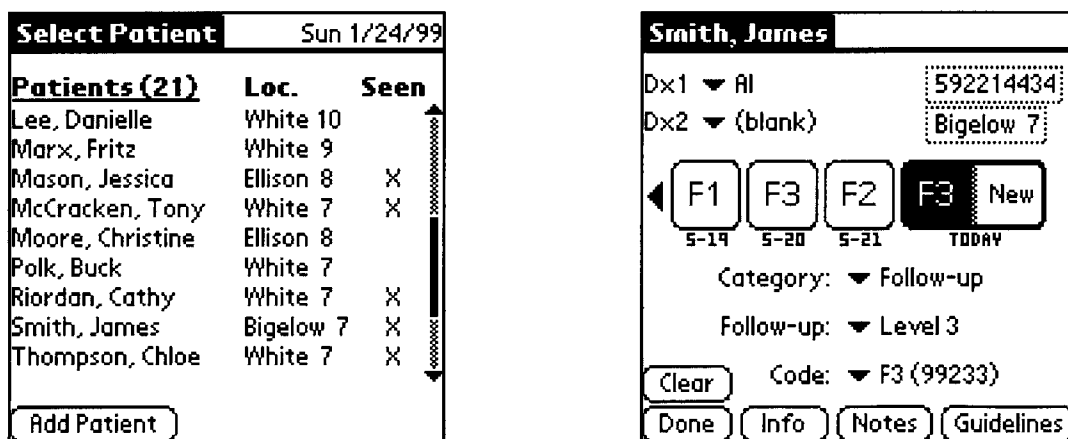 Select Patient Sun 1/24/99
Patients (21) Loc. Seen
Lee, Danielle White 10
Marx, Fritz White 9
Mason, Jessica Ellison 8 X
McCracken, Tony White 7 X
Moore, Christine Ellison 8
Polk, Buck White 7
Riordan, Cathy White 7 X
Smith, James Bigelow 7 X
Thompson, Chloe White 7 X
Add Patient
Smith, James
Dx1 AI 592214434
Dx2 (blank) Bigelow 7
F1 F3 F2 F3 New
5-19 5-20 5-21 TODAY
Category: Follow-up
Follow-up: Level 3
Code: F3 (99233)
Clear
Done Info Notes Guidelines